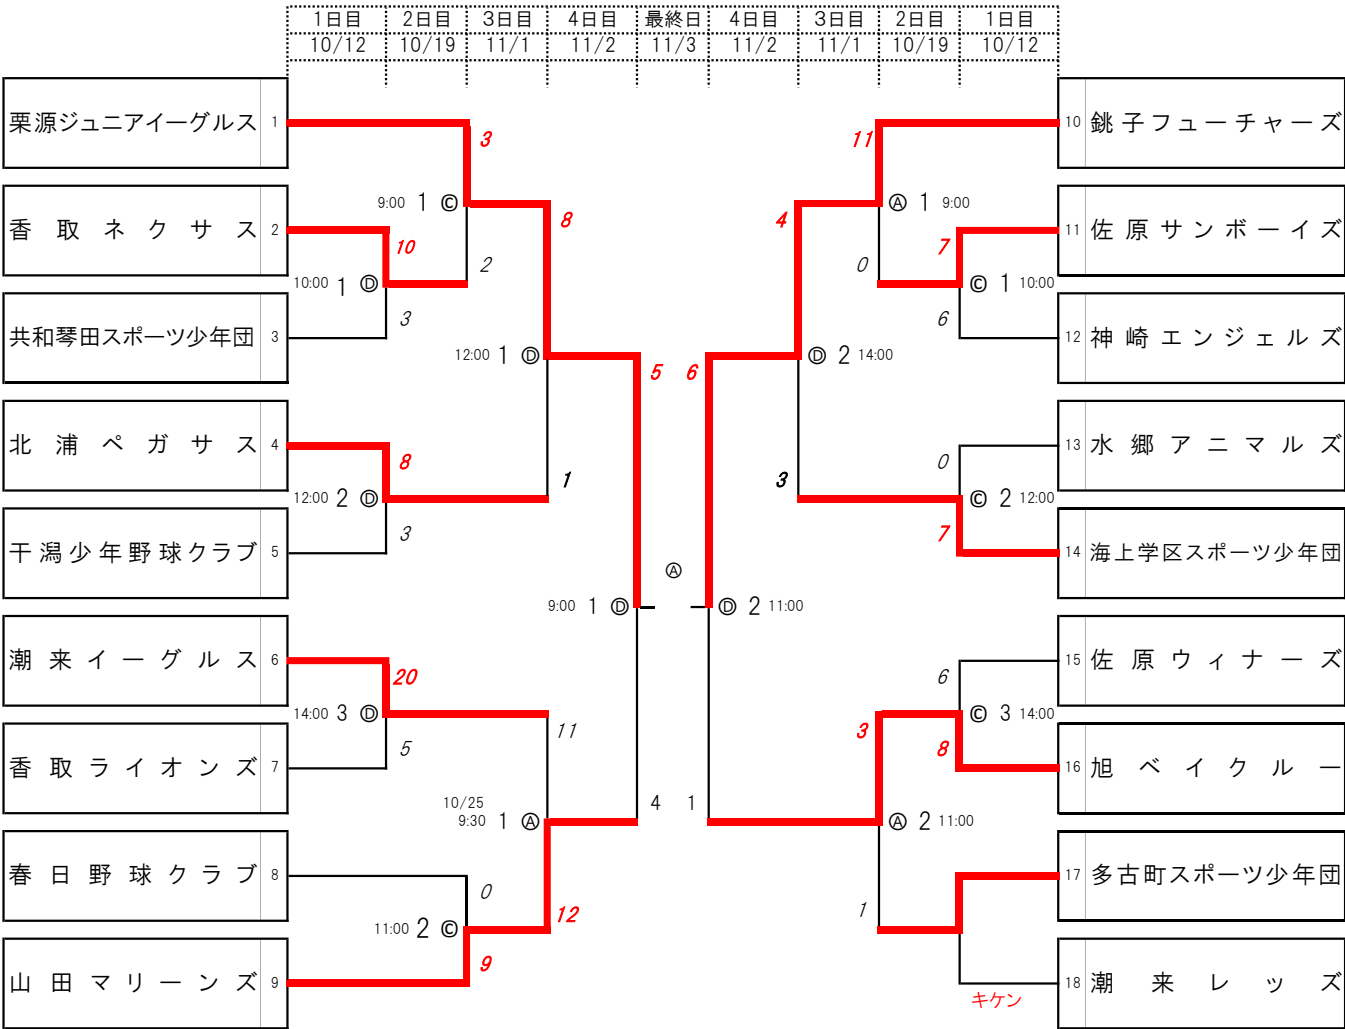 1日目 2日目 3日目 4日目 最終日 4日目 3日目 2日目 1日目
10/12 10/19 11/1 11/2 11/3 11/2 11/1 10/19 10/12
栗源ジュニアイーグルス 1 3 11 10 銚子フューチャーズ
9:00 1 Ⓒ 8 4 Ⓐ 1 9:00
香取ネクサス 2 10 7 11 佐原サンボーイズ
2 0
10:00 1 Ⓓ Ⓒ 1 10:00
共和琴田スポーツ少年団 3 3 6 12 神崎エンジェルズ
12:00 1 Ⓓ Ⓓ 2 14:00
5 6
北浦ペガサス 4 8 0 13 水郷アニマルズ
1 3
12:00 2 Ⓓ Ⓒ 2 12:00
干潟少年野球クラブ 5 3 7 14 海上学区スポーツ少年団
Ⓐ
9:00 1 Ⓓ Ⓓ 2 11:00
潮来イーグルス 6 20 6 15 佐原ウィナーズ
14:00 3 Ⓓ Ⓒ 3 14:00
11 3
香取ライオンズ 7 5 8 16 旭ベイクルー
10/25 4 1
9:30 1 Ⓐ Ⓐ 2 11:00
春日野球クラブ 8 0 17 多古町スポーツ少年団
12 1
11:00 2 Ⓒ
山田マリーンズ 9 9 キケン 18 潮来レッズ